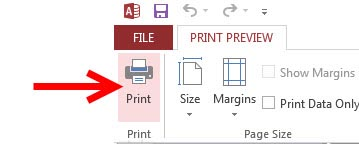 FILE PRINT PREVIEW
Print Size Margins Show Margins
Print Data Only
Print Page Size